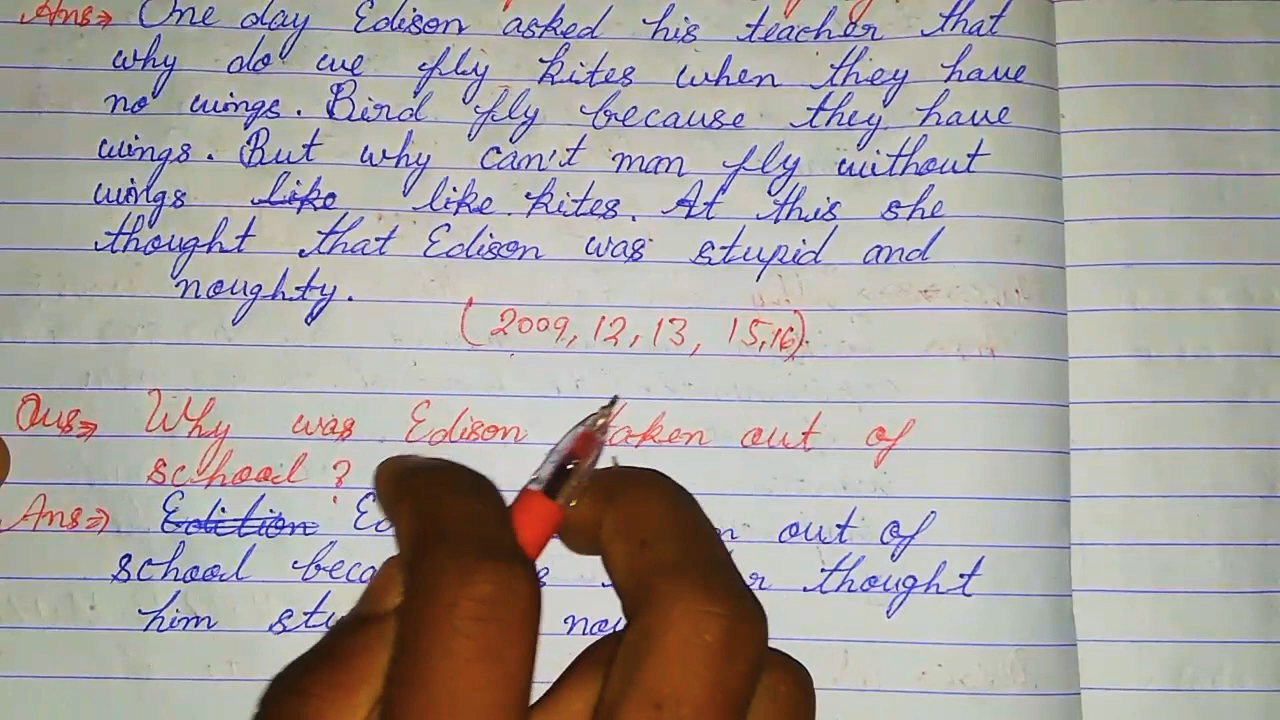 Ans⇒ One day Edison asked his teacher that
why do we fly kites when they have
no wings. Bird fly because they have
wings. But why can't man fly without
wings like like kites. At this she
thought that Edison was stupid and
noughty.
(2009, 12, 13, 15, 16)
Qus⇒ Why was Edison taken out of
school ?
Ans⇒ Edition out of
school thought
him